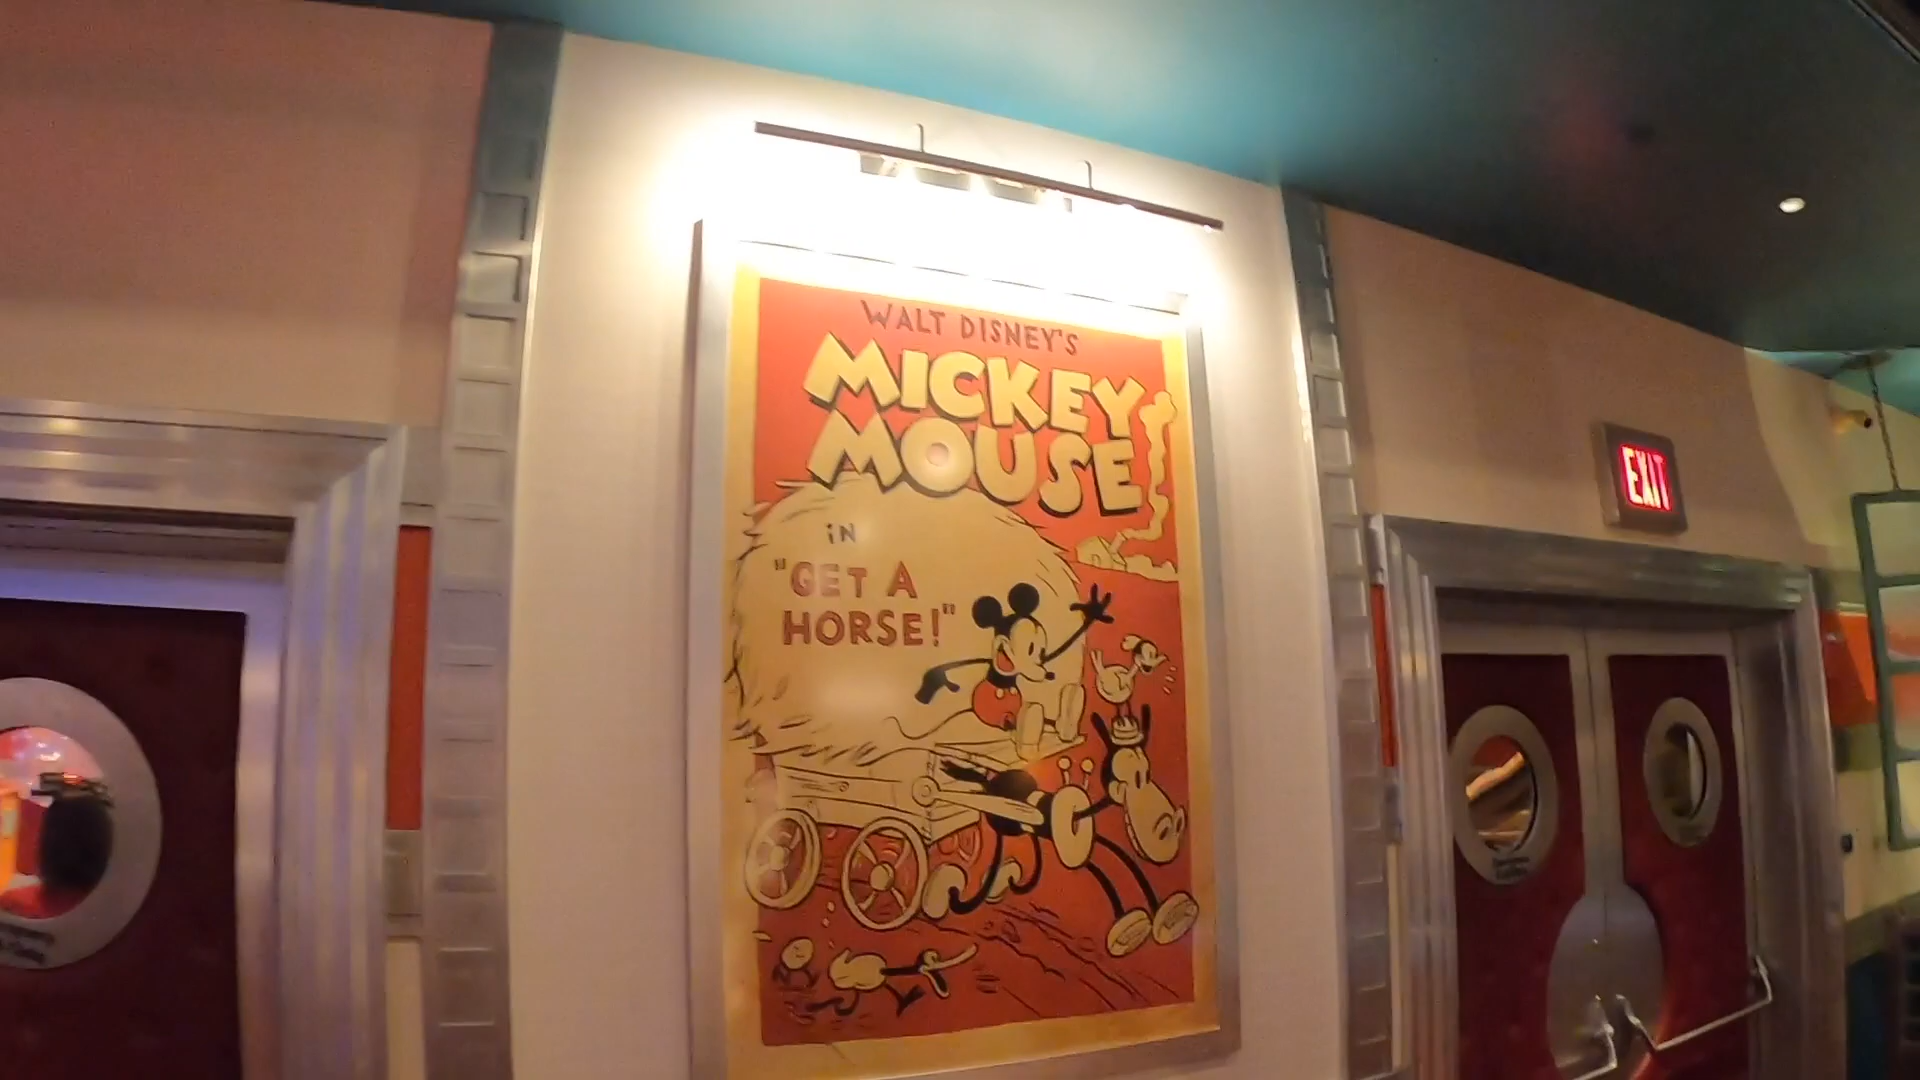 WALT DISNEY'S
MICKEY
MOUSE
iN
"GET A
HORSE!"
EXIT